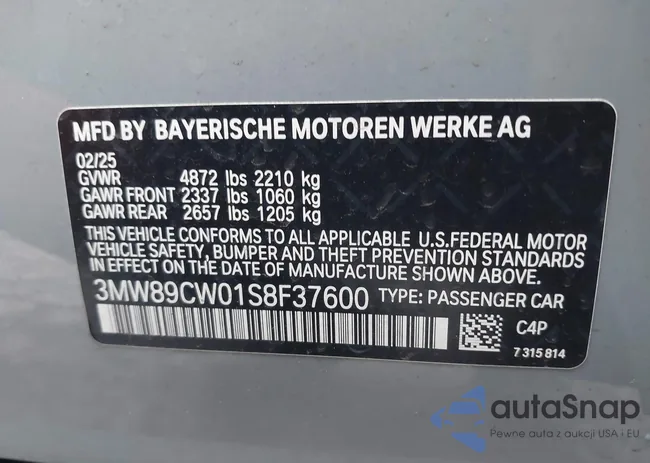 MFD BY BAYERISCHE MOTOREN WERKE AG
02/25
GVWR 4872 lbs 2210 kg
GAWR FRONT 2337 lbs 1060 kg
GAWR REAR 2657 lbs 1205 kg
THIS VEHICLE CONFORMS TO ALL APPLICABLE U.S.FEDERAL MOTOR
VEHICLE SAFETY, BUMPER AND THEFT PREVENTION STANDARDS
IN EFFECT ON THE DATE OF MANUFACTURE SHOWN ABOVE.
3MW89CW01S8F37600 TYPE: PASSENGER CAR
C4P
7 315 814
autaSnap
Pewne auta z aukcji USA i EU